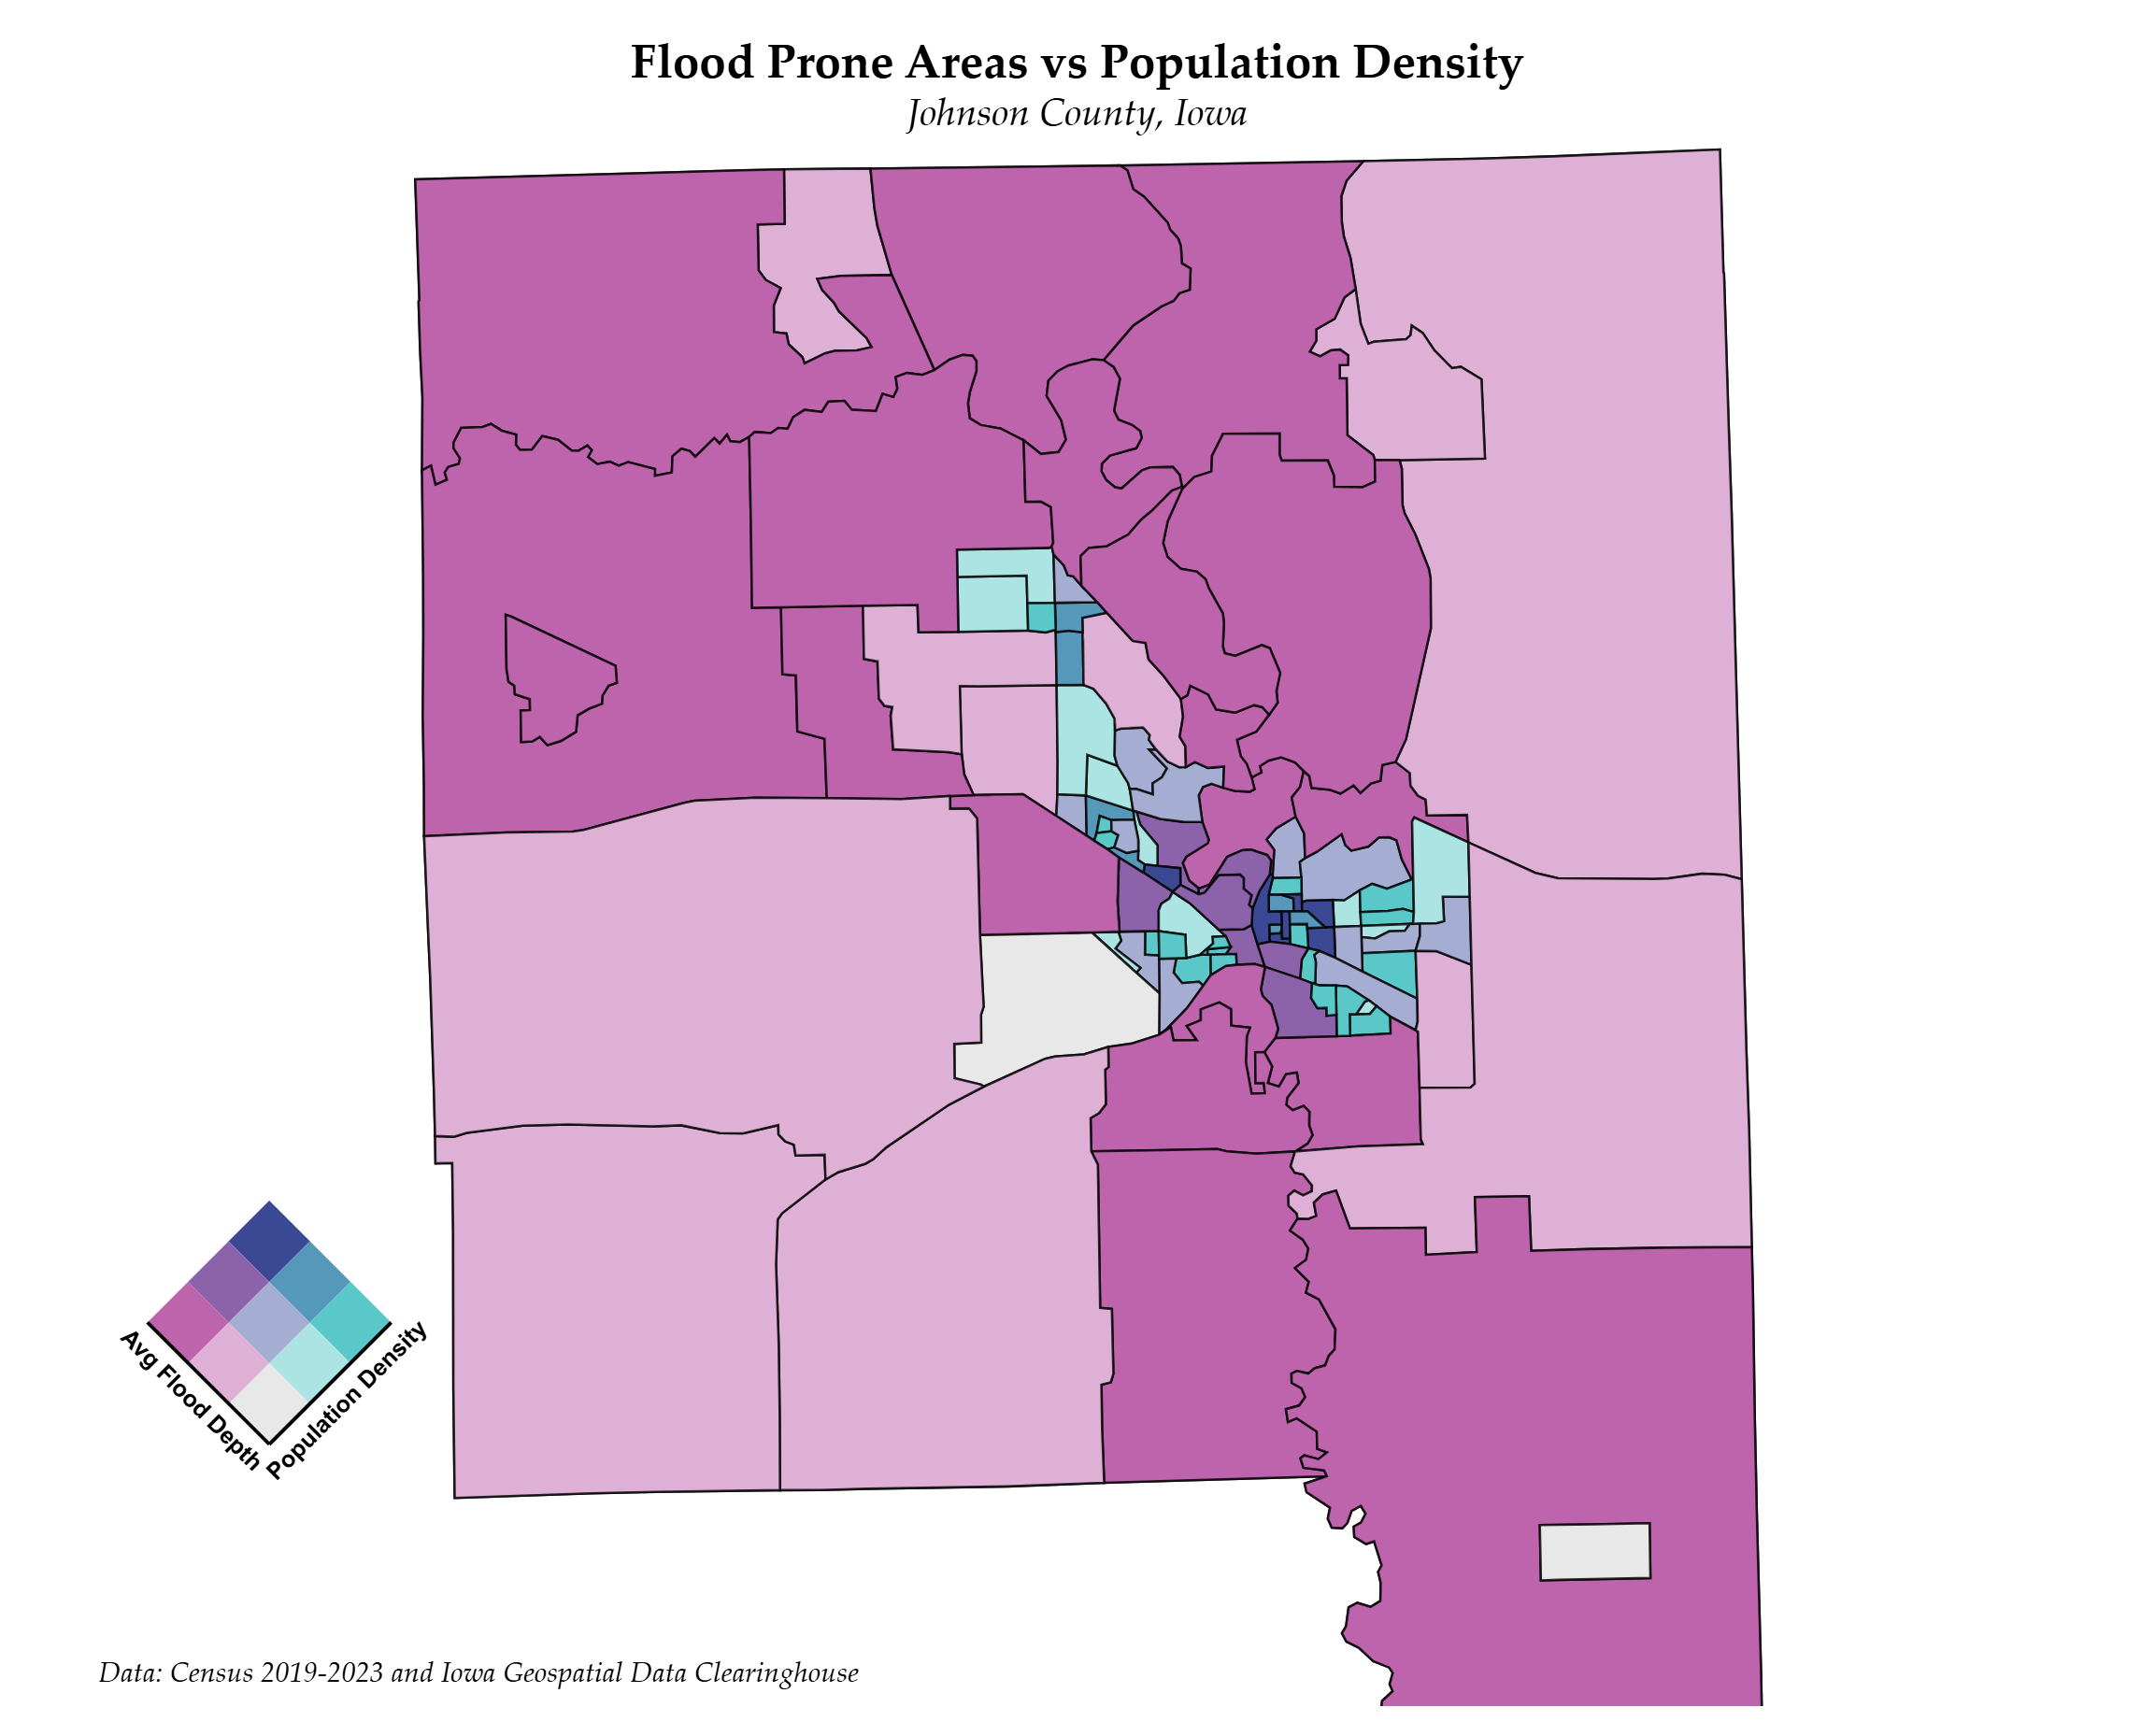 Flood Prone Areas vs Population Density
Johnson County, Iowa
Avg Flood Depth
Population Density
Data: Census 2019-2023 and Iowa Geospatial Data Clearinghouse